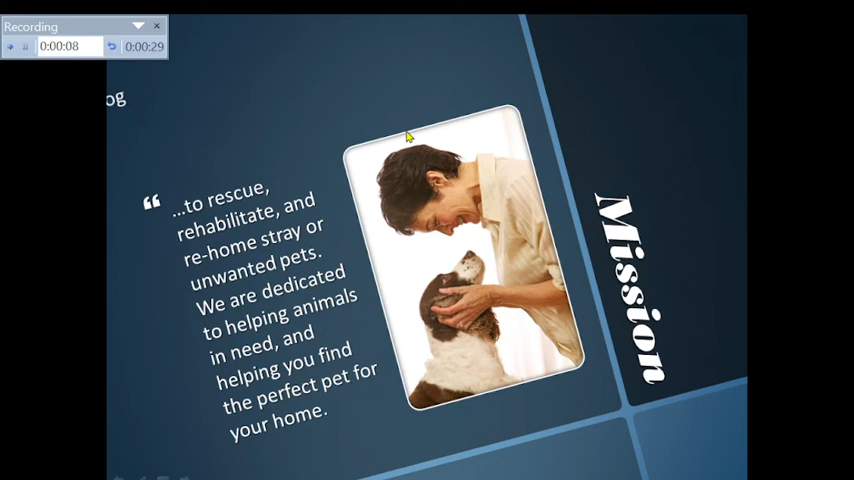 Recording
0:00:08
0:00:29
og
“ ...to rescue,
rehabilitate, and
re-home stray or
unwanted pets.
We are dedicated
to helping animals
in need, and
helping you find
the perfect pet for
your home.
Mission